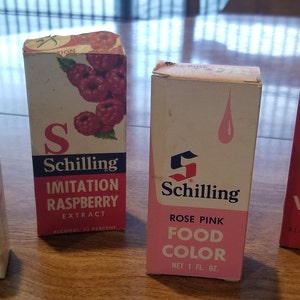 S
Schilling
IMITATION
RASPBERRY
EXTRACT
S
Schilling
ROSE PINK
FOOD
COLOR
NET 1 FL. OZ.